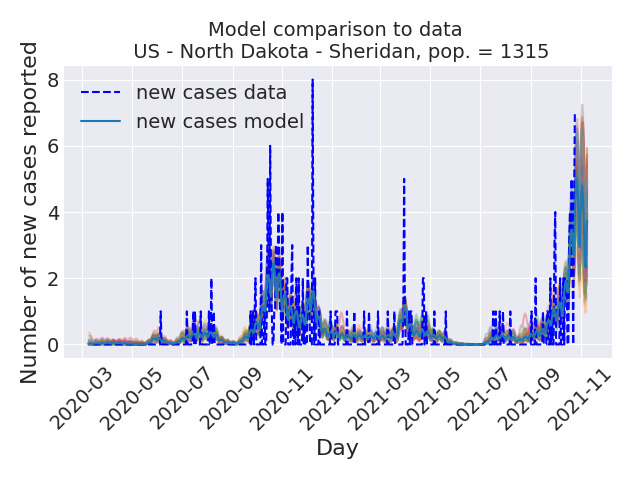 Model comparison to data
US - North Dakota - Sheridan, pop. = 1315
Number of new cases reported
8
6
4
2
0
new cases data
new cases model
2020-03
2020-05
2020-07
2020-09
2020-11
2021-01
2021-03
2021-05
2021-07
2021-09
2021-11
Day